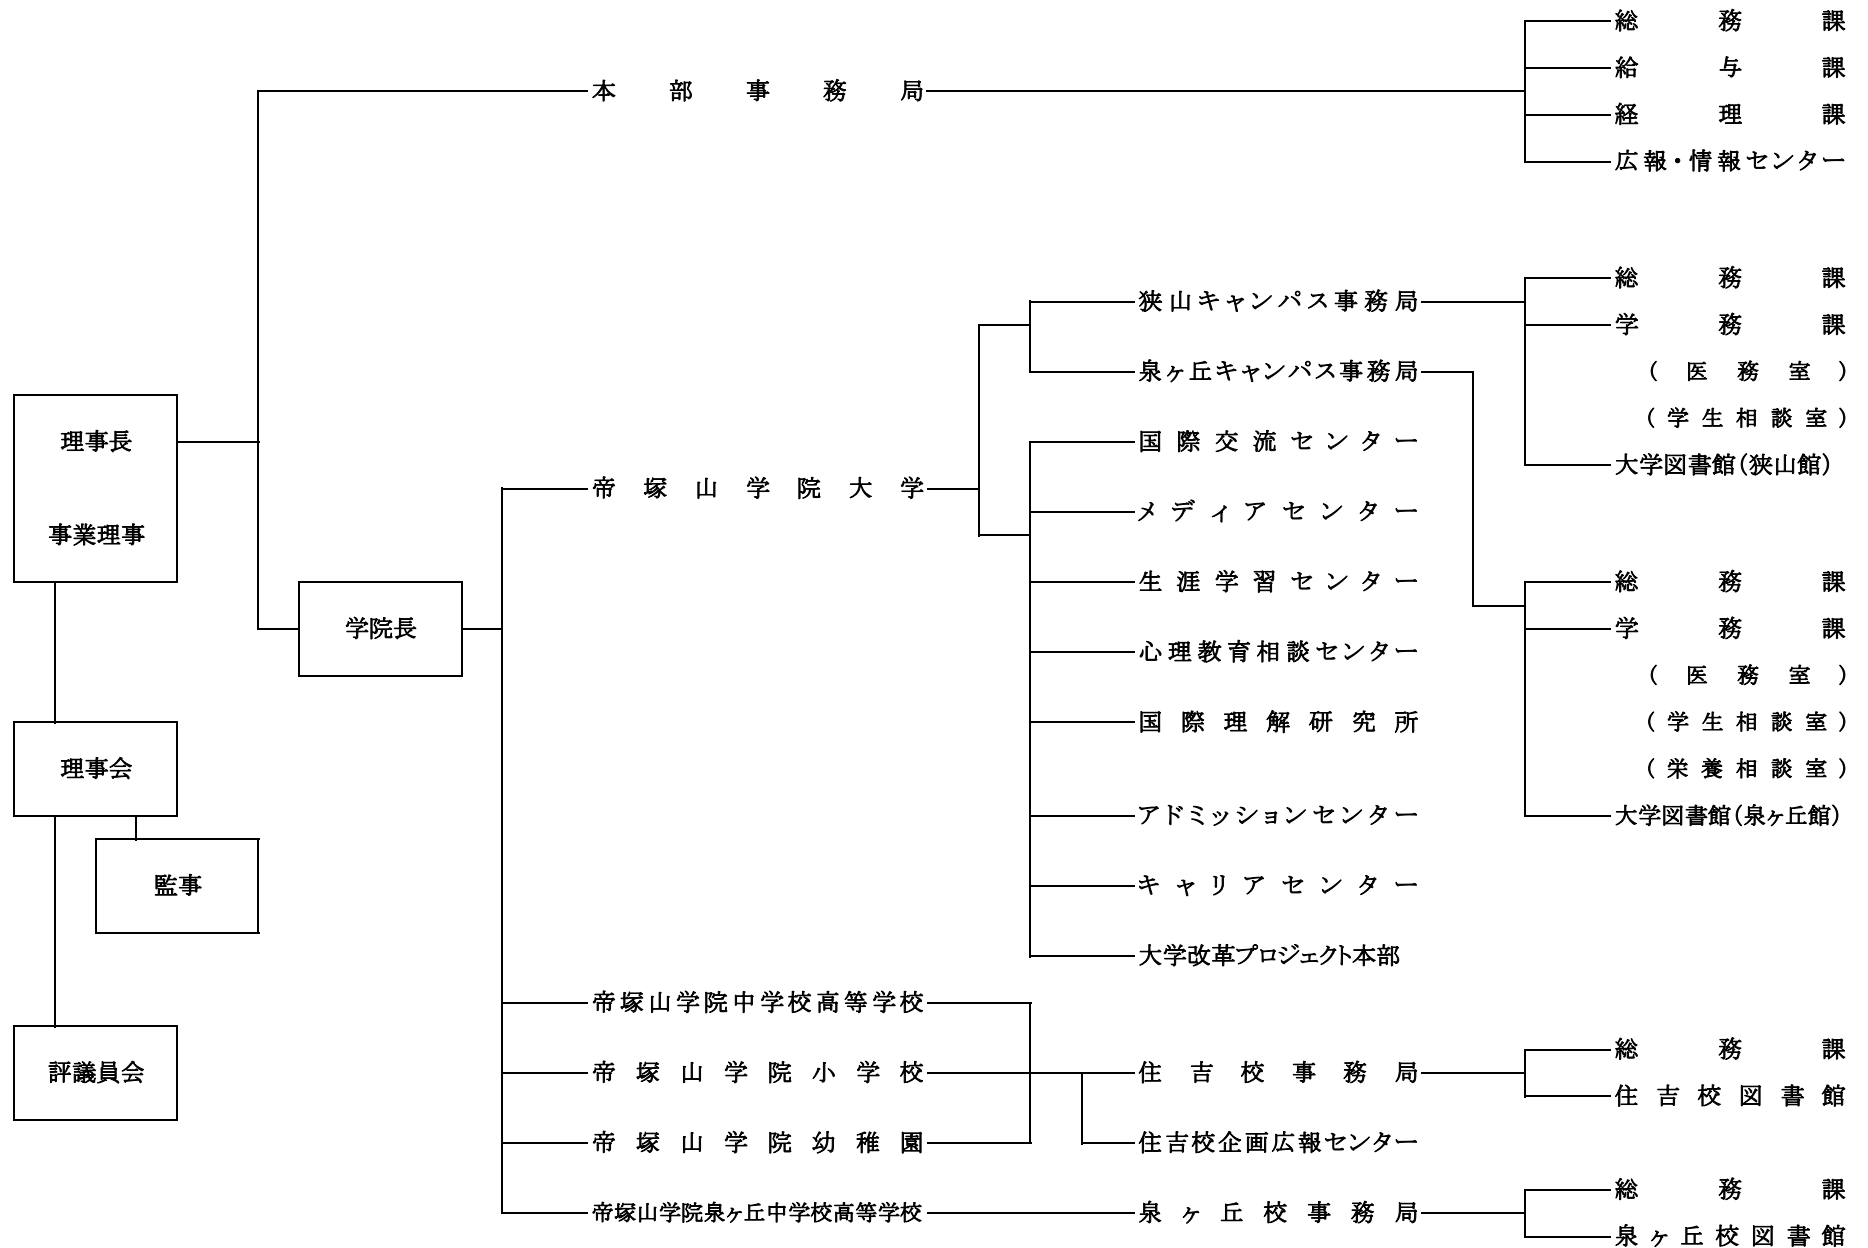 総務課
給与課
本部事務局
経理課
広報・情報センター
総務課
狭山キャンパス事務局
学務課
泉ヶ丘キャンパス事務局
（医務室）
（学生相談室）
理事長
国際交流センター
大学図書館（狭山館）
帝塚山学院大学
メディアセンター
事業理事
生涯学習センター
総務課
学院長
学務課
心理教育相談センター
（医務室）
国際理解研究所
（学生相談室）
理事会
（栄養相談室）
アドミッションセンター
大学図書館（泉ヶ丘館）
監事
キャリアセンター
大学改革プロジェクト本部
帝塚山学院中学校高等学校
総務課
評議員会
帝塚山学院小学校
住吉校事務局
住吉校図書館
帝塚山学院幼稚園
住吉校企画広報センター
総務課
帝塚山学院泉ヶ丘中学校高等学校
泉ヶ丘校事務局
泉ヶ丘校図書館